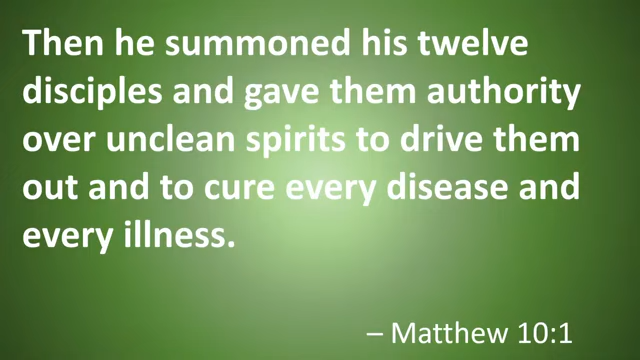 Then he summoned his twelve
disciples and gave them authority
over unclean spirits to drive them
out and to cure every disease and
every illness.
– Matthew 10:1